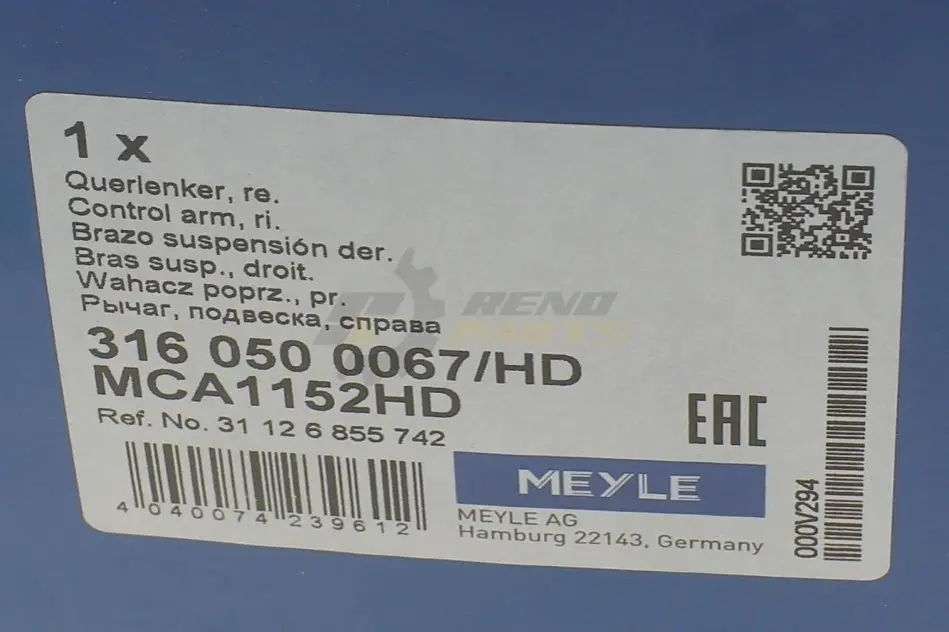 1 x
Querlenker, re.
Control arm, ri.
Brazo suspensión der.
Bras susp., droit.
Wahacz poprz., pr.
Рычаг, подвеска, справа
RENO
PARTS
316 050 0067/HD
MCA1152HD
Ref. No. 31 12 6 855 742
EAC
4 040074 239612
MEYLE
MEYLE AG
Hamburg 22143, Germany
000V294